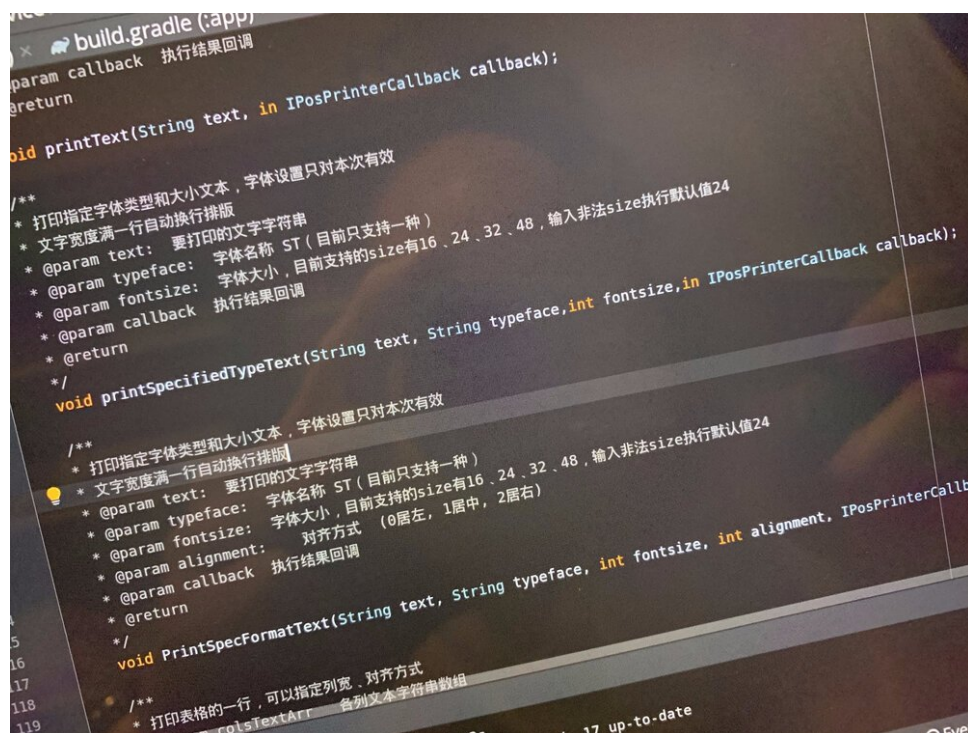 build.gradle (:app)
@param callback 执行结果回调
@return
void printText(String text, in IPosPrinterCallback callback);
/**
* 打印指定字体类型和大小文本，字体设置只对本次有效
* 文字宽度满一行自动换行排版
* @param text: 要打印的文字字符串
* @param typeface: 字体名称 ST（目前只支持一种）
* @param fontsize: 字体大小，目前支持的size有16、24、32、48，输入非法size执行默认值24
* @param callback 执行结果回调
* @return
*/
void printSpecifiedTypeText(String text, String typeface,int fontsize,in IPosPrinterCallback callback);
/**
* 打印指定字体类型和大小文本，字体设置只对本次有效
* 文字宽度满一行自动换行排版
* @param text: 要打印的文字字符串
* @param typeface: 字体名称 ST（目前只支持一种）
* @param fontsize: 字体大小，目前支持的size有16、24、32、48，输入非法size执行默认值24
* @param alignment: 对齐方式 (0居左, 1居中, 2居右)
* @param callback 执行结果回调
* @return
*/
void PrintSpecFormatText(String text, String typeface, int fontsize, int alignment, IPosPrinterCallb
/**
* 打印表格的一行，可以指定列宽、对齐方式
colsTextArr 各列文本字符串数组
17 up-to-date
16
117
118
119